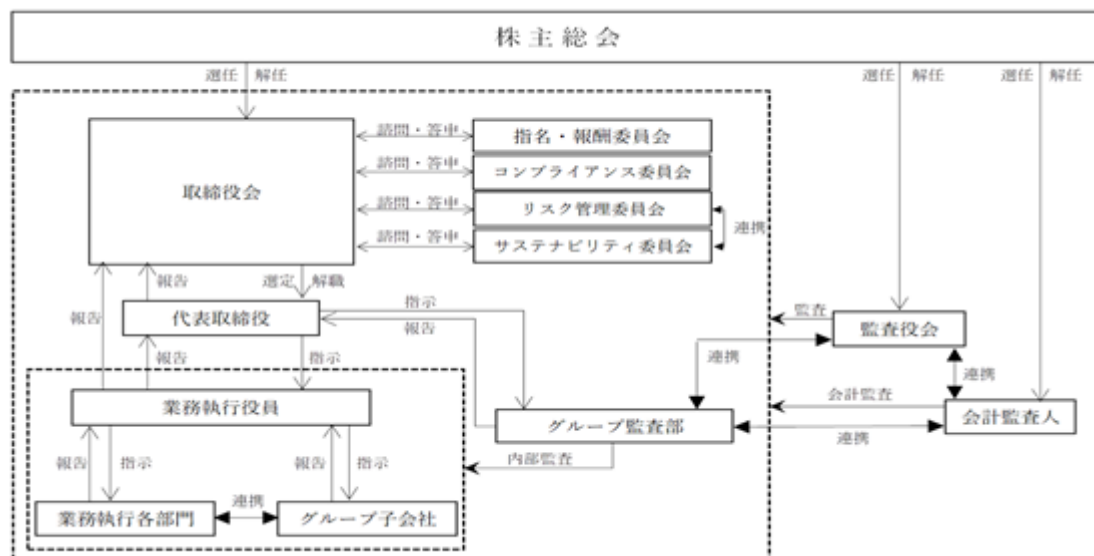 株主総会
選任 解任
選任 解任
選任 解任
取締役会
諮問・答申
指名・報酬委員会
諮問・答申
コンプライアンス委員会
諮問・答申
リスク管理委員会
連携
諮問・答申
サステナビリティ委員会
報告
報告
選定 解職
代表取締役
指示
報告
監査
監査役会
報告
指示
連携
連携
業務執行役員
会計監査
会計監査人
グループ監査部
連携
報告
指示
報告
指示
内部監査
業務執行各部門
連携
グループ子会社